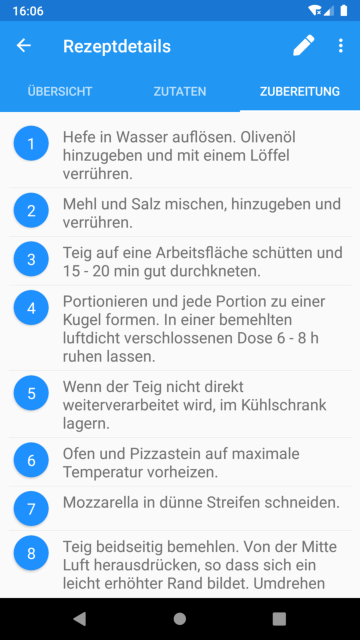 16:06
Rezeptdetails
ÜBERSICHT ZUTATEN ZUBEREITUNG
1 Hefe in Wasser auflösen. Olivenöl
hinzugeben und mit einem Löffel
verrühren.
2 Mehl und Salz mischen, hinzugeben und
verrühren.
3 Teig auf eine Arbeitsfläche schütten und
15 - 20 min gut durchkneten.
4 Portionieren und jede Portion zu einer
Kugel formen. In einer bemehlten
luftdicht verschlossenen Dose 6 - 8 h
ruhen lassen.
5 Wenn der Teig nicht direkt
weiterverarbeitet wird, im Kühlschrank
lagern.
6 Ofen und Pizzastein auf maximale
Temperatur vorheizen.
7 Mozzarella in dünne Streifen schneiden.
8 Teig beidseitig bemehlen. Von der Mitte
Luft herausdrücken, so dass sich ein
leicht erhöhter Rand bildet. Umdrehen